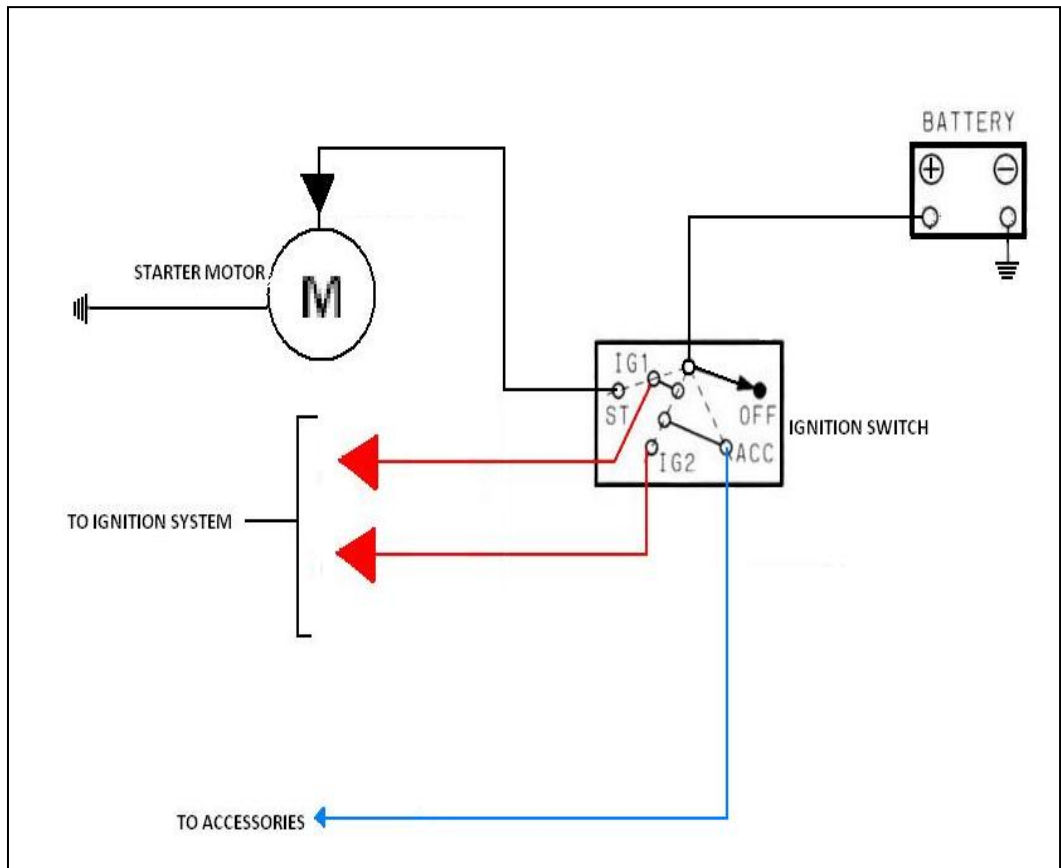 BATTERY
+ −
STARTER MOTOR
M
IG1
ST
OFF
IGNITION SWITCH
IG2
ACC
TO IGNITION SYSTEM
TO ACCESSORIES